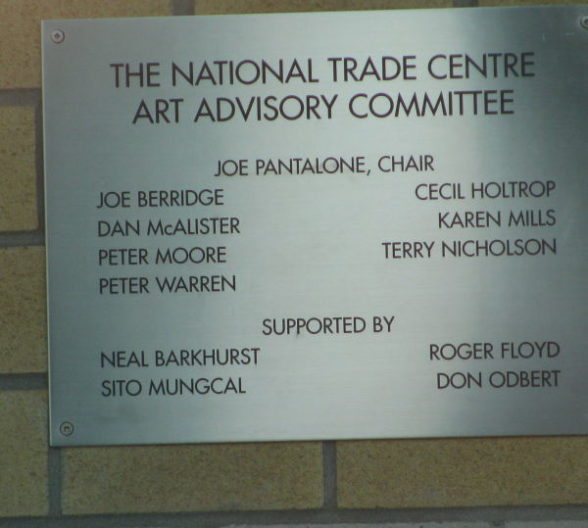 THE NATIONAL TRADE CENTRE
ART ADVISORY COMMITTEE
JOE PANTALONE, CHAIR
JOE BERRIDGE CECIL HOLTROP
DAN McALISTER KAREN MILLS
PETER MOORE TERRY NICHOLSON
PETER WARREN
SUPPORTED BY
NEAL BARKHURST ROGER FLOYD
SITO MUNGCAL DON ODBERT